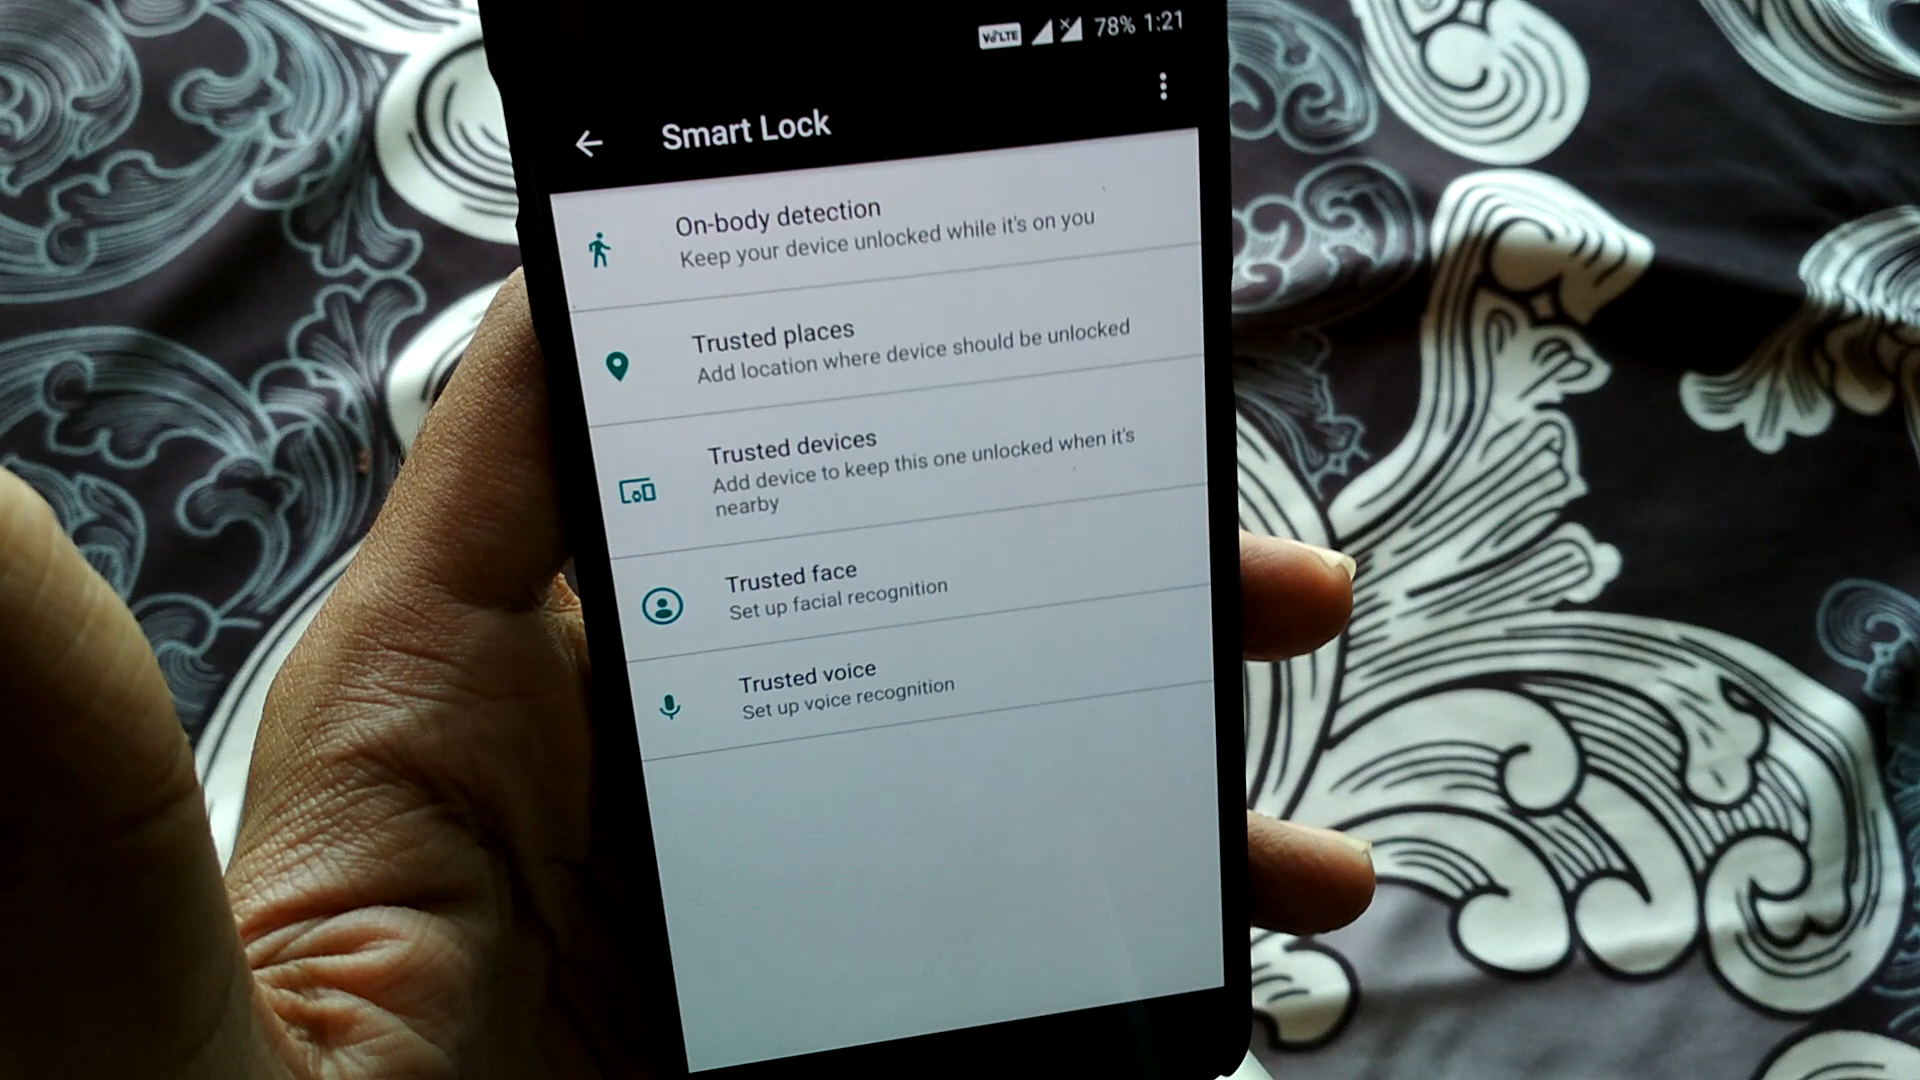 VoLTE 78% 1:21
Smart Lock
On-body detection
Keep your device unlocked while it's on you
Trusted places
Add location where device should be unlocked
Trusted devices
Add device to keep this one unlocked when it's
nearby
Trusted face
Set up facial recognition
Trusted voice
Set up voice recognition